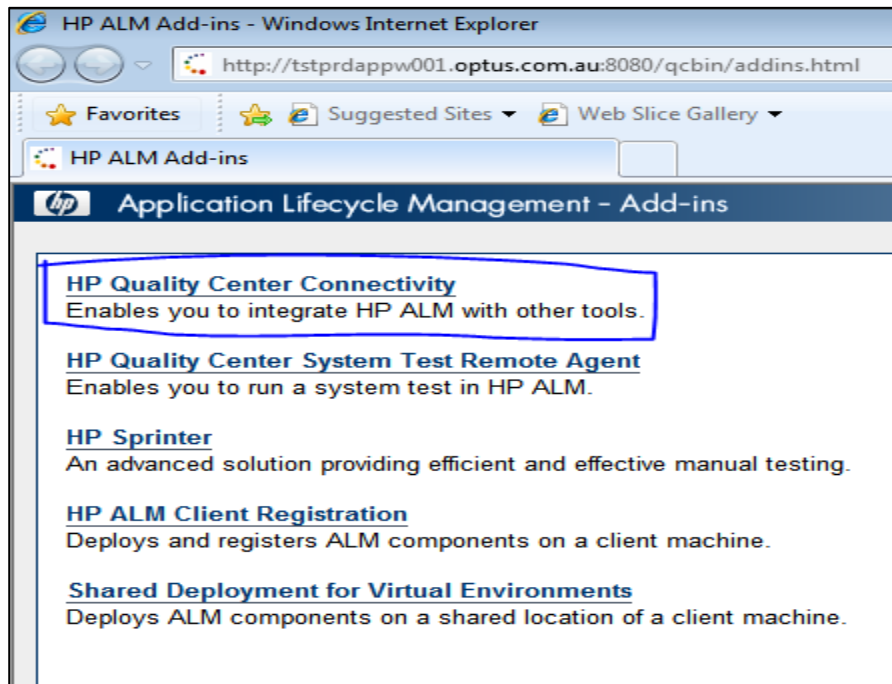 HP ALM Add-ins - Windows Internet Explorer
http://tstprdappw001.optus.com.au:8080/qcbin/addins.html
Favorites Suggested Sites Web Slice Gallery
HP ALM Add-ins
hp Application Lifecycle Management - Add-ins
HP Quality Center Connectivity
Enables you to integrate HP ALM with other tools.
HP Quality Center System Test Remote Agent
Enables you to run a system test in HP ALM.
HP Sprinter
An advanced solution providing efficient and effective manual testing.
HP ALM Client Registration
Deploys and registers ALM components on a client machine.
Shared Deployment for Virtual Environments
Deploys ALM components on a shared location of a client machine.